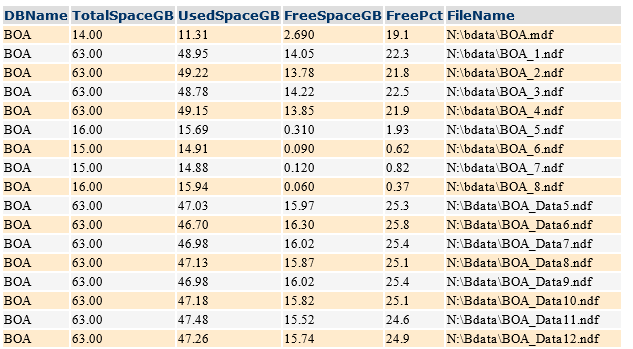 DBName TotalSpaceGB UsedSpaceGB FreeSpaceGB FreePct FileName
BOA 14.00 11.31 2.690 19.1 N:\bdata\BOA.mdf
BOA 63.00 48.95 14.05 22.3 N:\bdata\BOA_1.ndf
BOA 63.00 49.22 13.78 21.8 N:\bdata\BOA_2.ndf
BOA 63.00 48.78 14.22 22.5 N:\bdata\BOA_3.ndf
BOA 63.00 49.15 13.85 21.9 N:\bdata\BOA_4.ndf
BOA 16.00 15.69 0.310 1.93 N:\bdata\BOA_5.ndf
BOA 15.00 14.91 0.090 0.62 N:\bdata\BOA_6.ndf
BOA 15.00 14.88 0.120 0.82 N:\bdata\BOA_7.ndf
BOA 16.00 15.94 0.060 0.37 N:\bdata\BOA_8.ndf
BOA 63.00 47.03 15.97 25.3 N:\Bdata\BOA_Data5.ndf
BOA 63.00 46.70 16.30 25.8 N:\Bdata\BOA_Data6.ndf
BOA 63.00 46.98 16.02 25.4 N:\Bdata\BOA_Data7.ndf
BOA 63.00 47.13 15.87 25.1 N:\Bdata\BOA_Data8.ndf
BOA 63.00 46.98 16.02 25.4 N:\Bdata\BOA_Data9.ndf
BOA 63.00 47.18 15.82 25.1 N:\Bdata\BOA_Data10.ndf
BOA 63.00 47.48 15.52 24.6 N:\Bdata\BOA_Data11.ndf
BOA 63.00 47.26 15.74 24.9 N:\Bdata\BOA_Data12.ndf